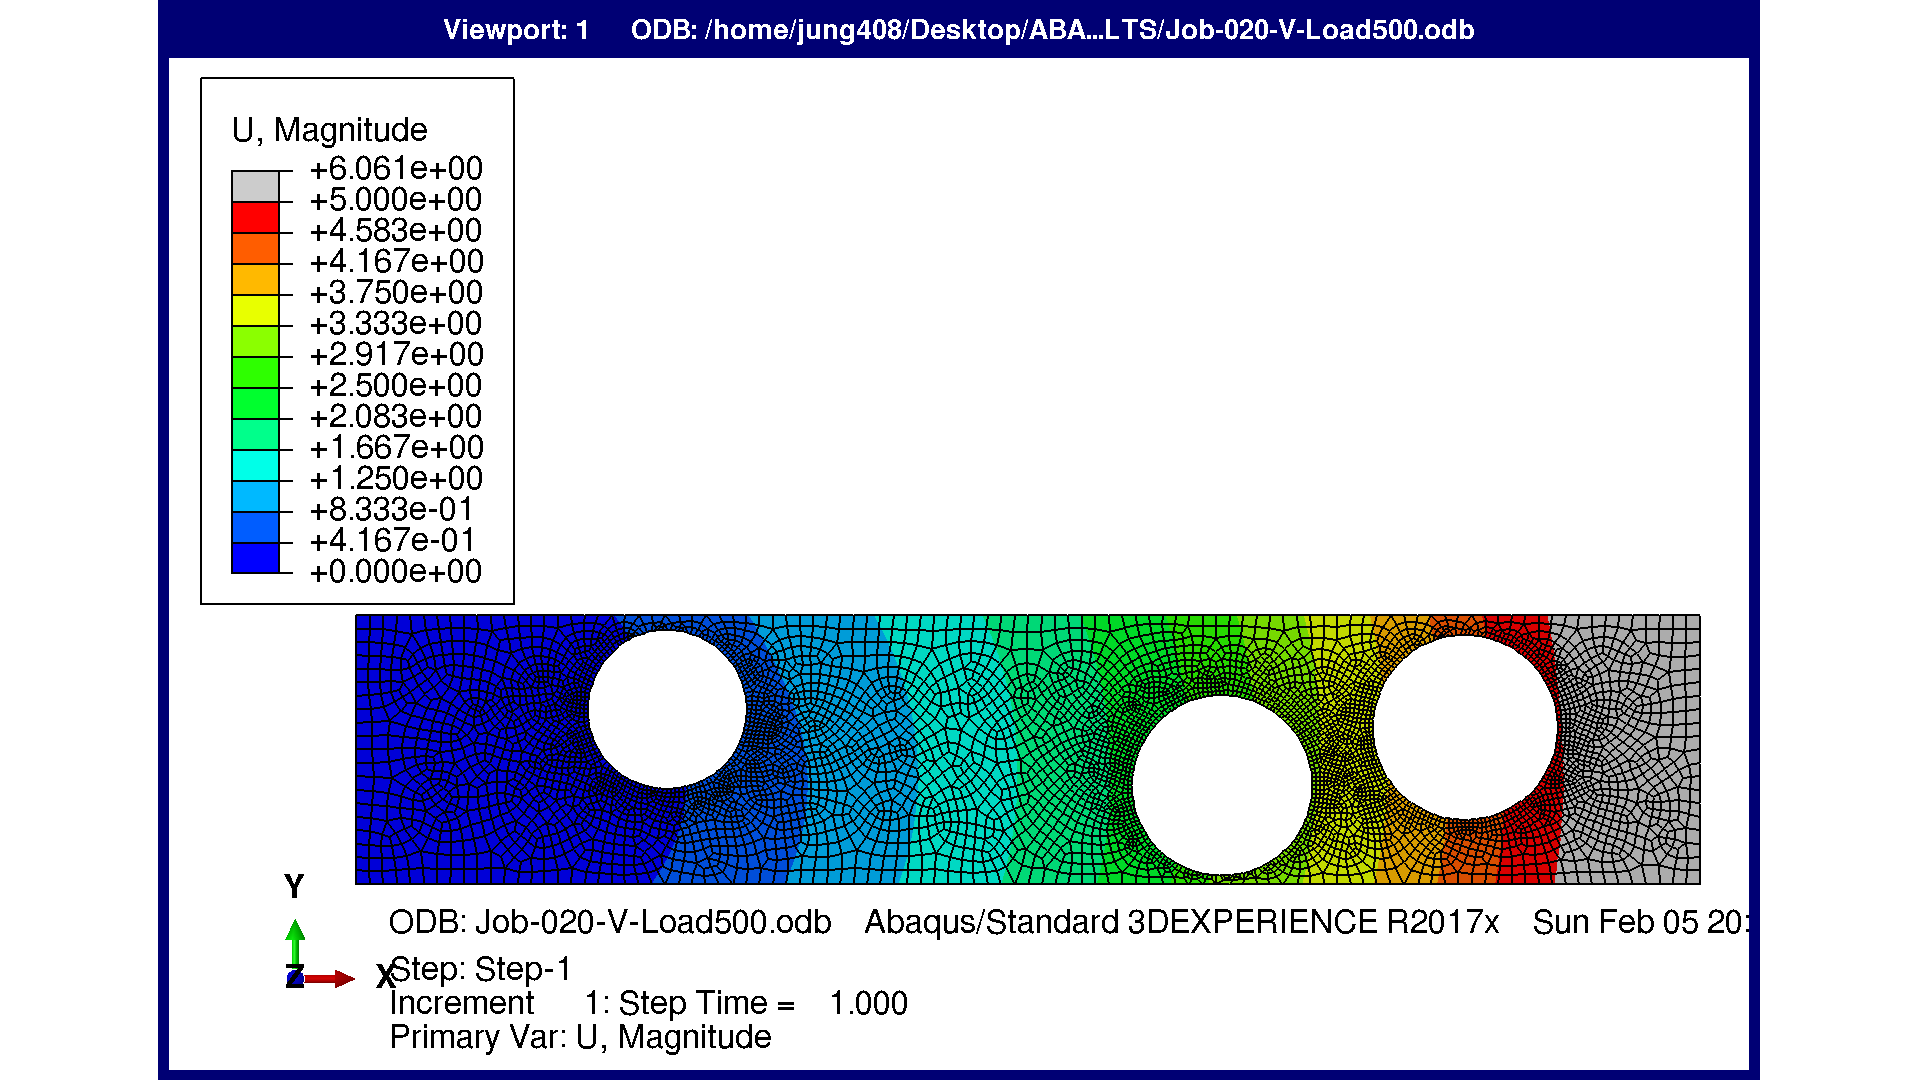 Viewport: 1 ODB: /home/jung408/Desktop/ABA...LTS/Job-020-V-Load500.odb
U, Magnitude
+6.061e+00
+5.000e+00
+4.583e+00
+4.167e+00
+3.750e+00
+3.333e+00
+2.917e+00
+2.500e+00
+2.083e+00
+1.667e+00
+1.250e+00
+8.333e-01
+4.167e-01
+0.000e+00
Y
Z
X
ODB: Job-020-V-Load500.odb Abaqus/Standard 3DEXPERIENCE R2017x Sun Feb 05 20:
Step: Step-1
Increment 1: Step Time = 1.000
Primary Var: U, Magnitude